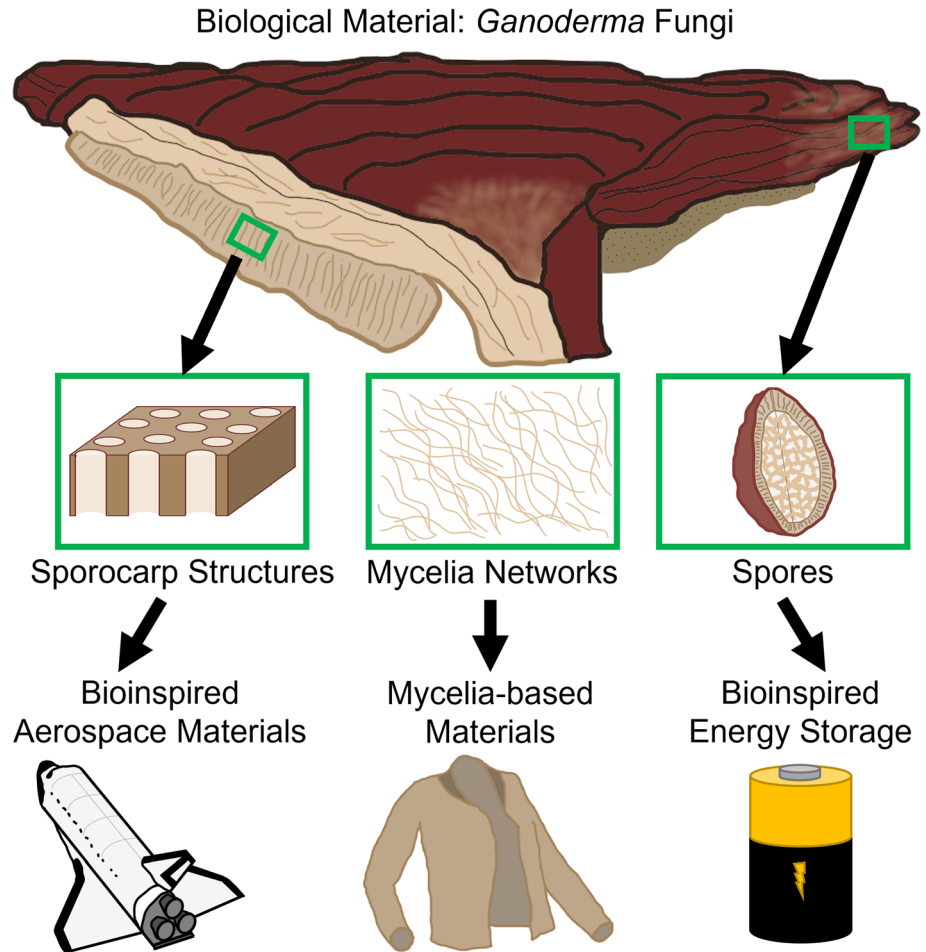 Biological Material: Ganoderma Fungi
Sporocarp Structures
Mycelia Networks
Spores
Bioinspired
Aerospace Materials
Mycelia-based
Materials
Bioinspired
Energy Storage